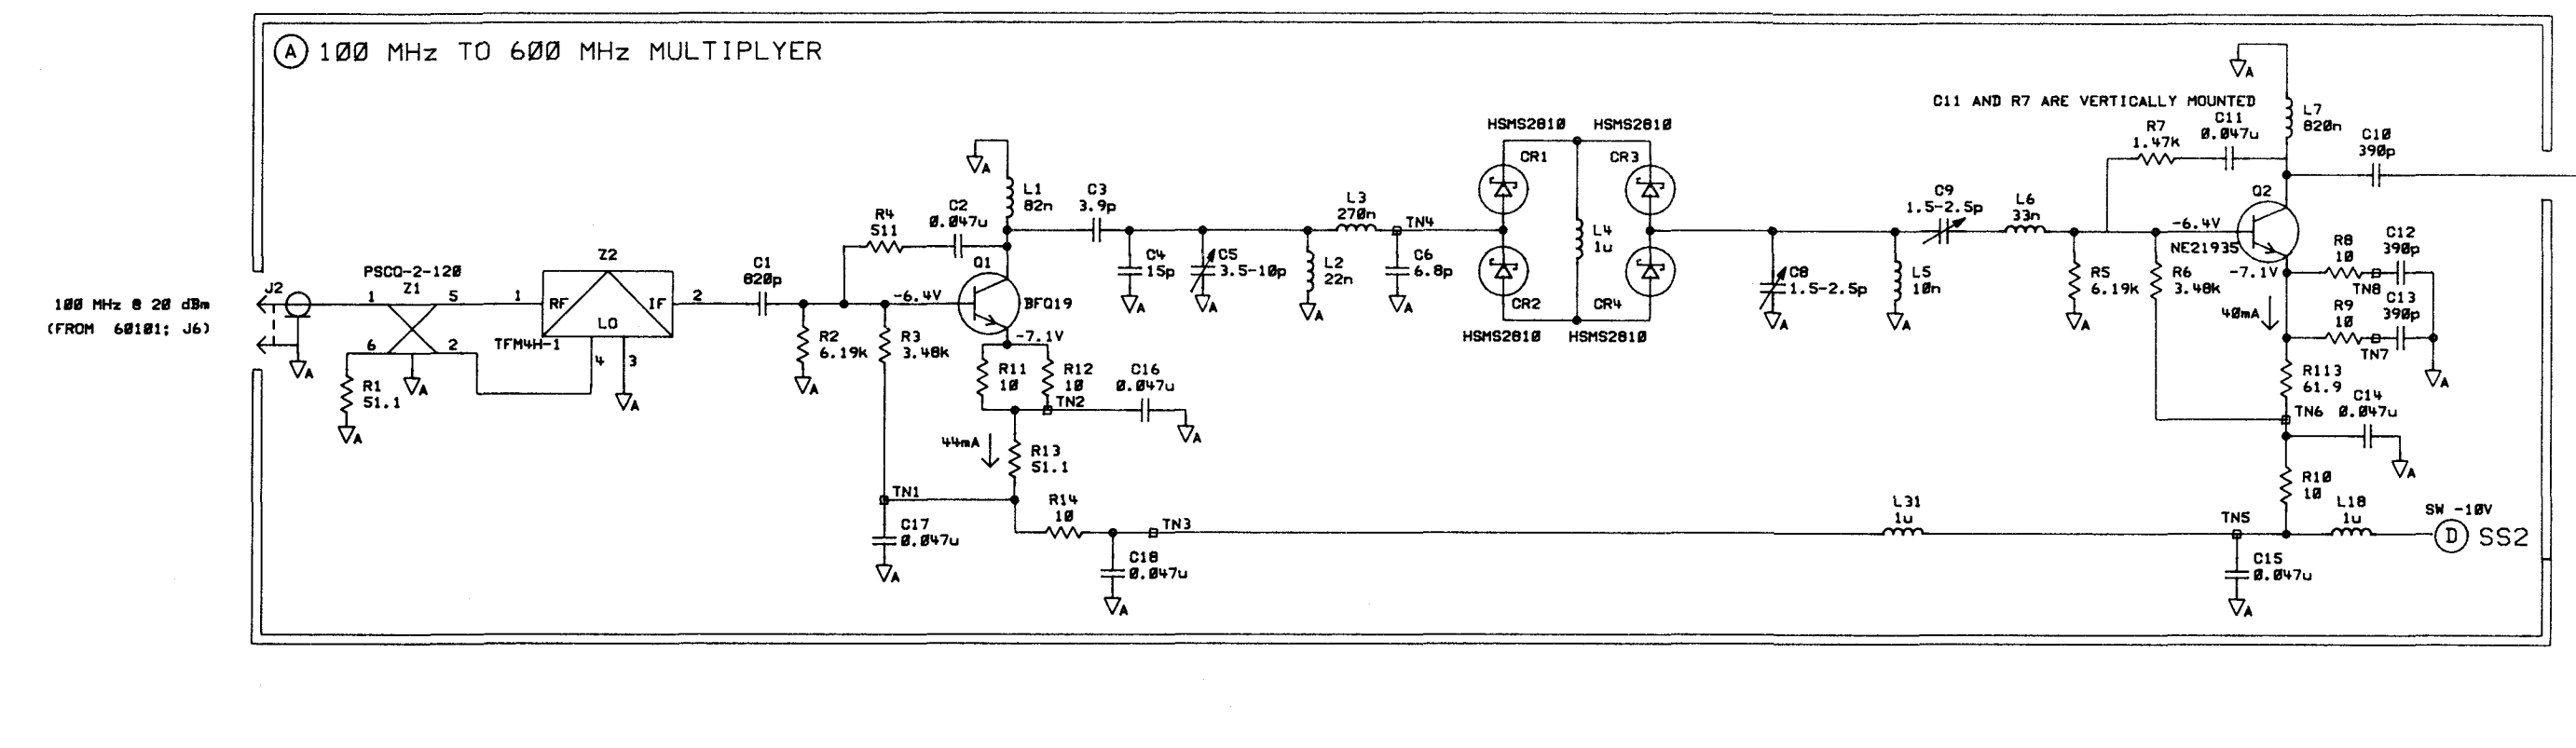 A 100 MHz TO 600 MHz MULTIPLYER
C11 AND R7 ARE VERTICALLY MOUNTED
100 MHz @ 20 dBm
(FROM 60101; J6)
J2
A
PSCQ-2-120
Z1
1
5
6
2
A
R1
51.1
A
Z2
1
RF
IF
LO
2
TFM4H-1
4
3
A
C1
820p
R2
6.19k
A
R3
3.48k
R4
511
C2
0.047u
A
L1
82n
-6.4V
Q1
BFQ19
-7.1V
R11
10
R12
10
TN2
C16
0.047u
A
44mA
R13
51.1
TN1
C17
0.047u
A
R14
10
TN3
C18
0.047u
A
C3
3.9p
C4
15p
A
C5
3.5-10p
A
L2
22n
A
L3
270n
TN4
C6
6.8p
A
HSMS2810
HSMS2810
CR1
CR3
L4
1u
CR2
CR4
HSMS2810
HSMS2810
C8
1.5-2.5p
A
L5
10n
A
C9
1.5-2.5p
L6
33n
R5
6.19k
A
R6
3.48k
R7
1.47k
C11
0.047u
A
L7
820n
C10
390p
Q2
-6.4V
NE21935
-7.1V
R8
10
TN8
C12
390p
R9
10
TN7
C13
390p
A
40mA
R113
61.9
TN6
C14
0.047u
A
R10
10
L31
1u
TN5
L18
1u
SW -10V
D SS2
C15
0.047u
A